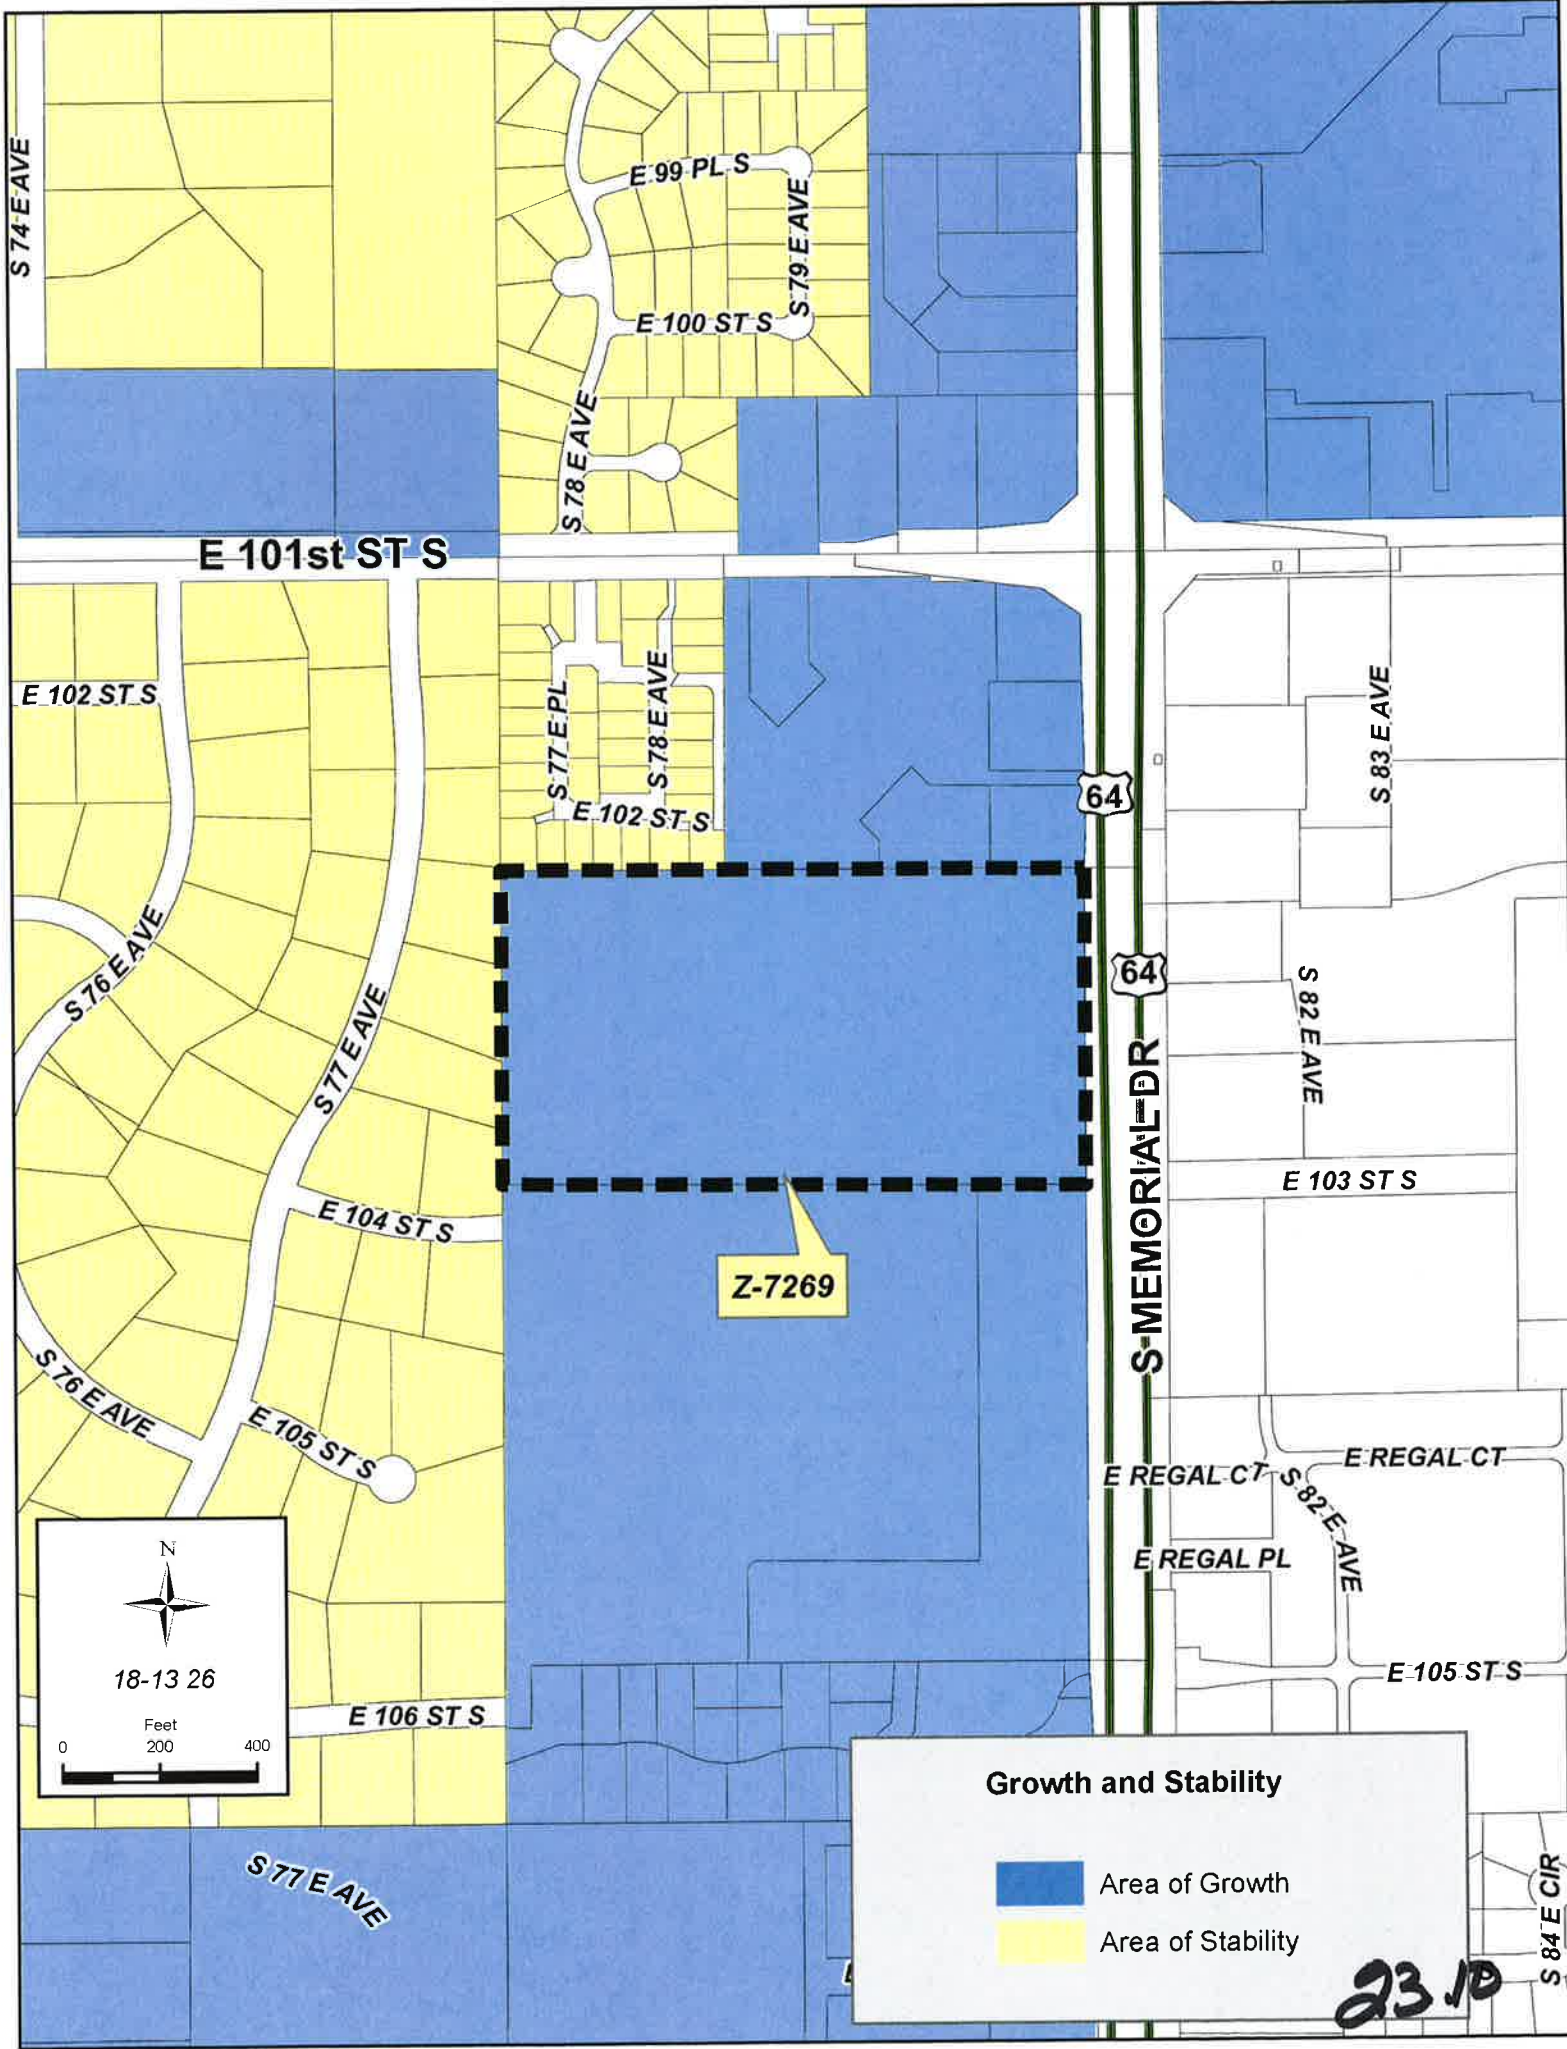 S 74 E AVE
E 99 PL S
S 79 E AVE
E 100 ST S
S 78 E AVE
E 101st ST S
E 102 ST S
S 77 E PL
S 78 E AVE
E 102 ST S
S 83 E AVE
64
64
S 76 E AVE
S 77 E AVE
S 82 E AVE
S MEMORIAL DR
E 103 ST S
E 104 ST S
Z-7269
S 76 E AVE
E 105 ST S
E REGAL CT
E REGAL CT
S 82 E AVE
E REGAL PL
N
18-13 26
Feet
0 200 400
E 106 ST S
E 105 ST S
Growth and Stability
Area of Growth
Area of Stability
S 77 E AVE
S 84 E CIR
23.10